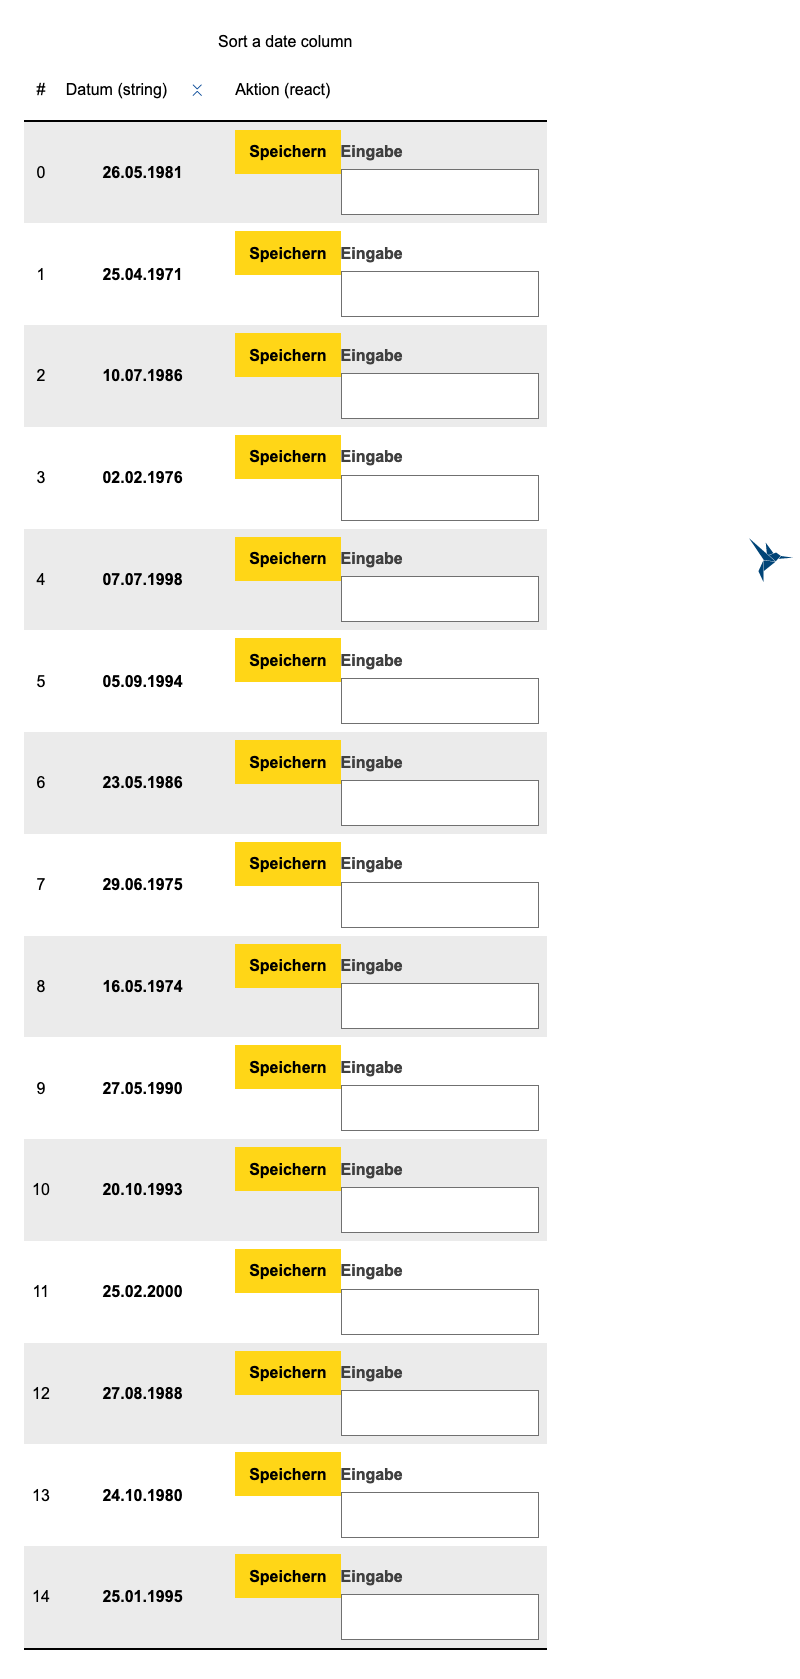 Sort a date column
# Datum (string) Aktion (react)
0 26.05.1981 Speichern Eingabe
1 25.04.1971 Speichern Eingabe
2 10.07.1986 Speichern Eingabe
3 02.02.1976 Speichern Eingabe
4 07.07.1998 Speichern Eingabe
5 05.09.1994 Speichern Eingabe
6 23.05.1986 Speichern Eingabe
7 29.06.1975 Speichern Eingabe
8 16.05.1974 Speichern Eingabe
9 27.05.1990 Speichern Eingabe
10 20.10.1993 Speichern Eingabe
11 25.02.2000 Speichern Eingabe
12 27.08.1988 Speichern Eingabe
13 24.10.1980 Speichern Eingabe
14 25.01.1995 Speichern Eingabe